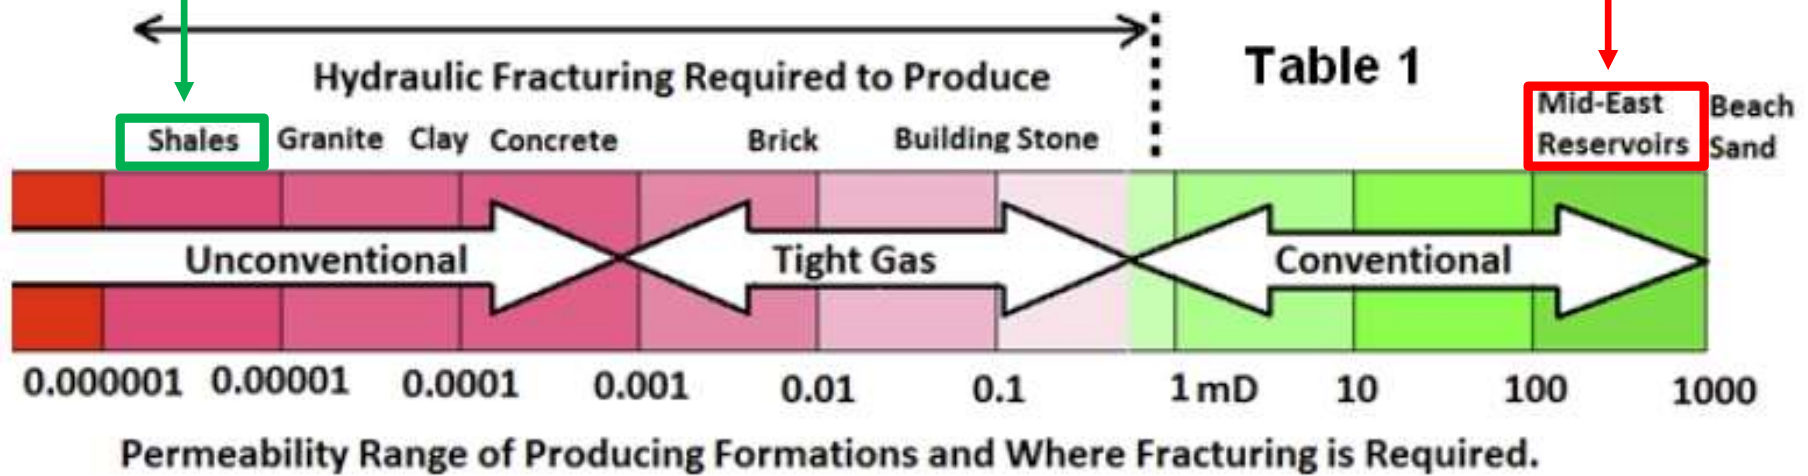 Hydraulic Fracturing Required to Produce
Table 1
Shales
Granite
Clay
Concrete
Brick
Building Stone
Mid-East
Reservoirs
Beach
Sand
Unconventional
Tight Gas
Conventional
0.000001 0.00001 0.0001 0.001 0.01 0.1 1 mD 10 100 1000
Permeability Range of Producing Formations and Where Fracturing is Required.